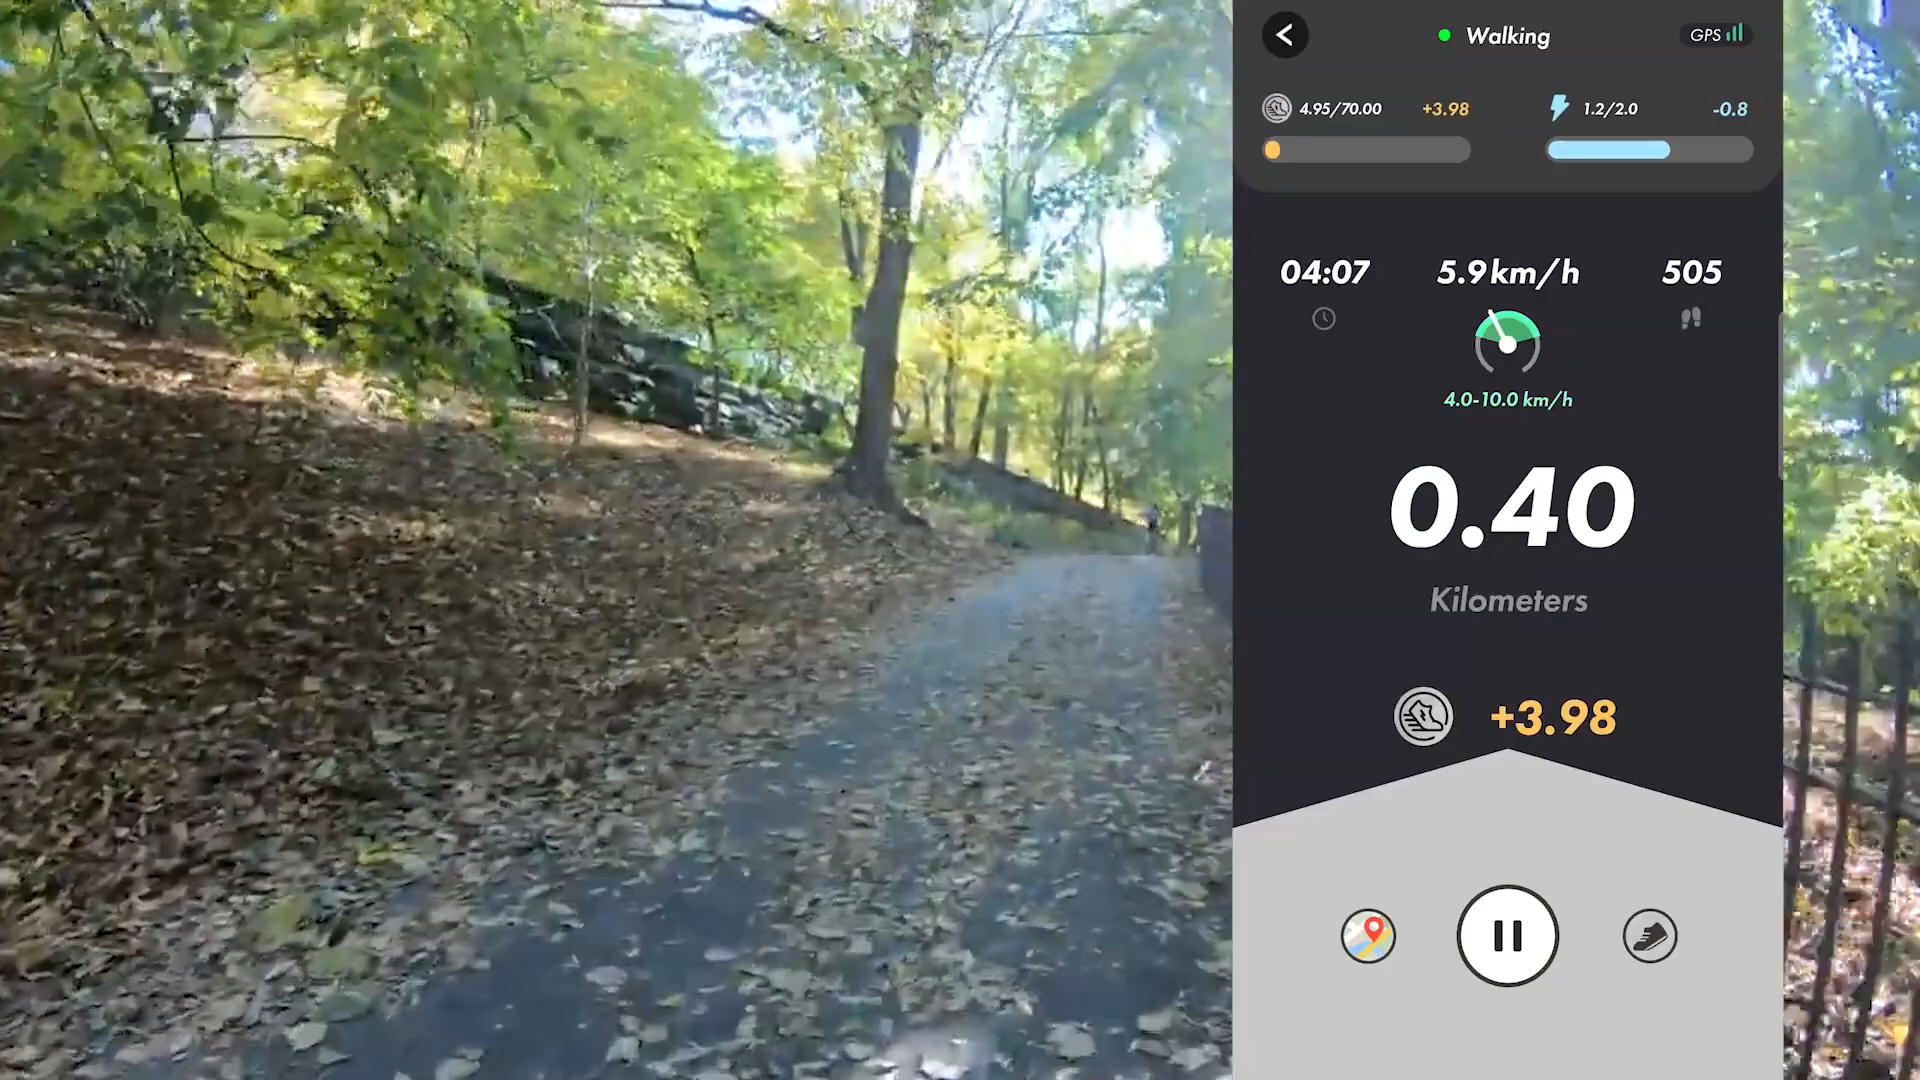 Walking
GPS
4.95/70.00 +3.98 1.2/2.0 -0.8
04:07 5.9km/h 505
4.0-10.0 km/h
0.40
Kilometers
+3.98